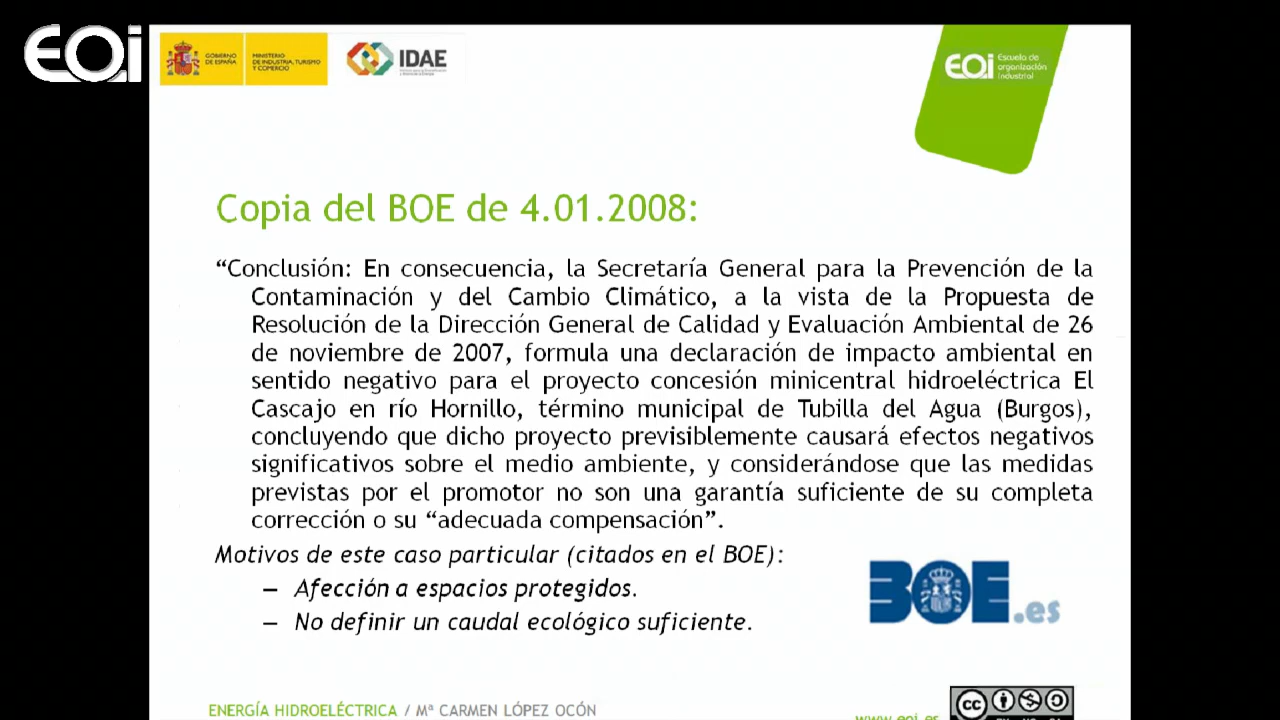 EOi
GOBIERNO
DE ESPAÑA
MINISTERIO
DE INDUSTRIA, TURISMO
Y COMERCIO
IDAE
EOi
Escuela de
organización
industrial
Copia del BOE de 4.01.2008:
“Conclusión: En consecuencia, la Secretaría General para la Prevención de la
Contaminación y del Cambio Climático, a la vista de la Propuesta de
Resolución de la Dirección General de Calidad y Evaluación Ambiental de 26
de noviembre de 2007, formula una declaración de impacto ambiental en
sentido negativo para el proyecto concesión minicentral hidroeléctrica El
Cascajo en río Hornillo, término municipal de Tubilla del Agua (Burgos),
concluyendo que dicho proyecto previsiblemente causará efectos negativos
significativos sobre el medio ambiente, y considerándose que las medidas
previstas por el promotor no son una garantía suficiente de su completa
corrección o su “adecuada compensación”.
Motivos de este caso particular (citados en el BOE):
– Afección a espacios protegidos.
– No definir un caudal ecológico suficiente.
BOE.es
ENERGÍA HIDROELÉCTRICA / Mª CARMEN LÓPEZ OCÓN
www.eoi.es
cc